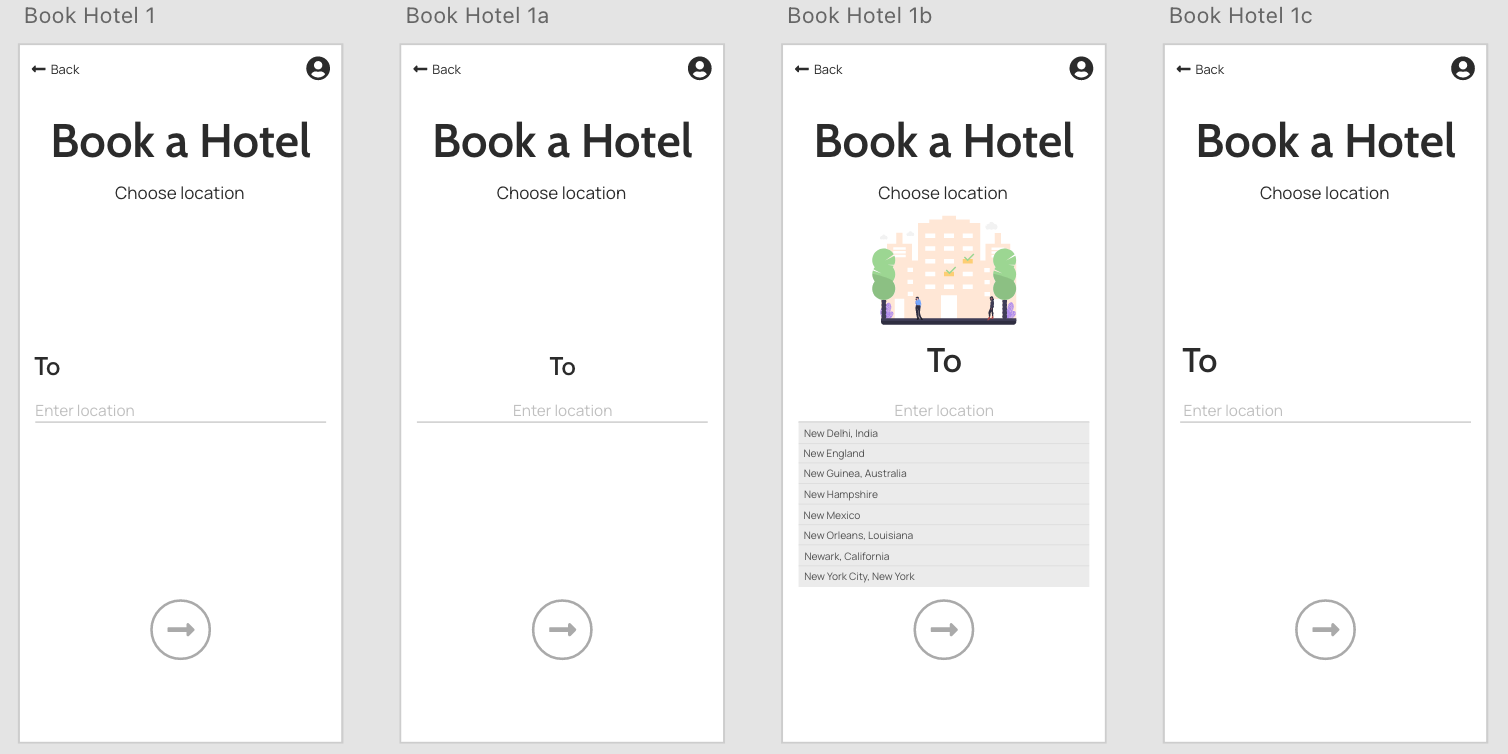 Book Hotel 1
Back
Book a Hotel
Choose location
To
Enter location
Book Hotel 1a
Back
Book a Hotel
Choose location
To
Enter location
Book Hotel 1b
Back
Book a Hotel
Choose location
To
Enter location
New Delhi, India
New England
New Guinea, Australia
New Hampshire
New Mexico
New Orleans, Louisiana
Newark, California
New York City, New York
Book Hotel 1c
Back
Book a Hotel
Choose location
To
Enter location